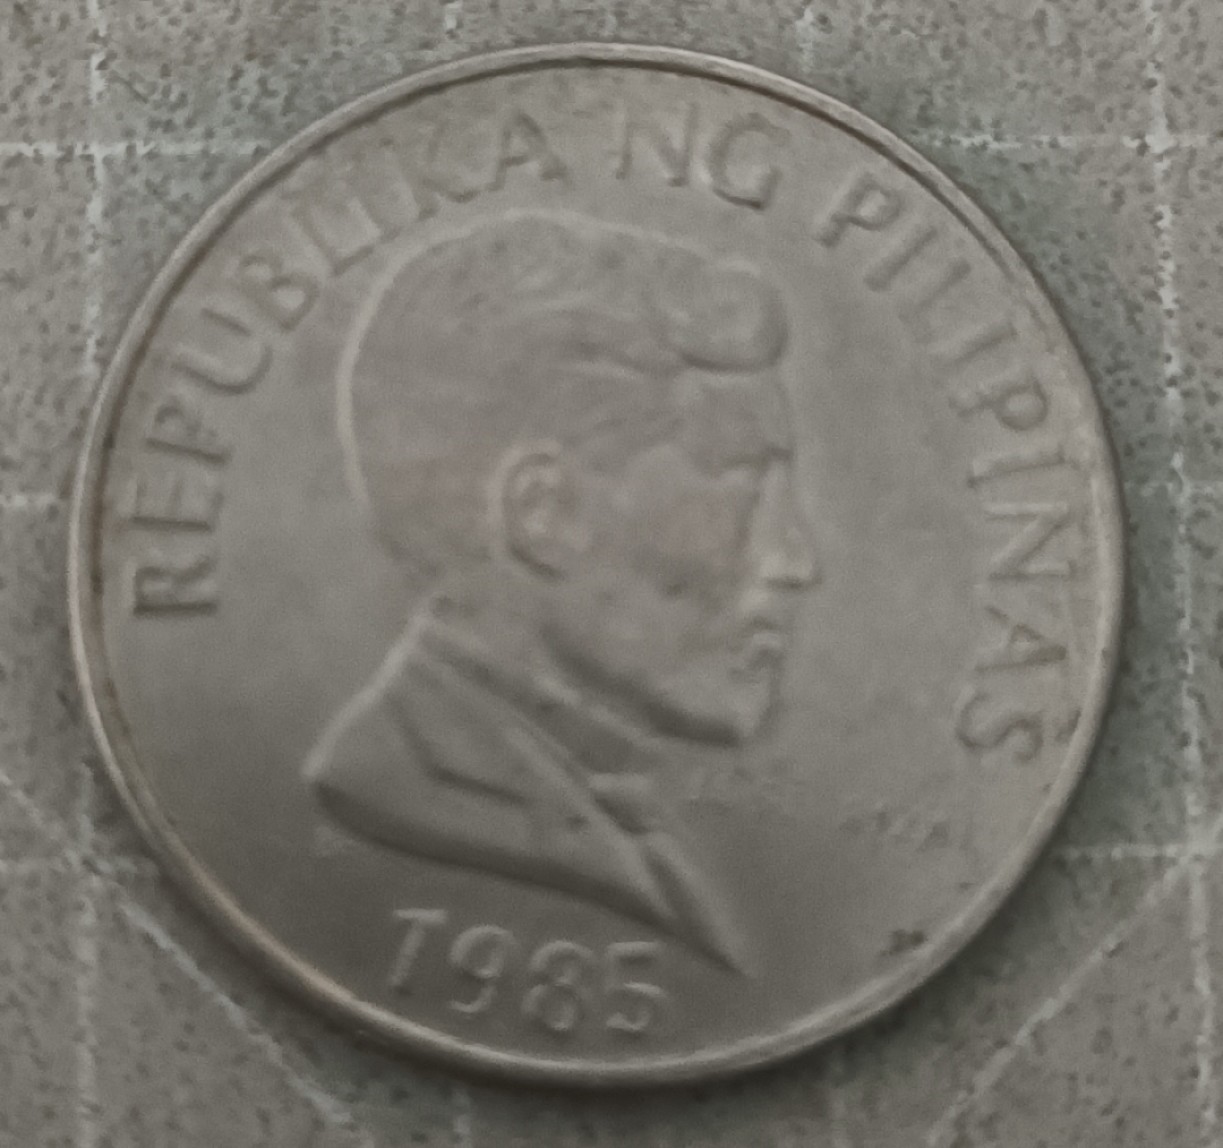 REPUBLIKA NG PILIPINAS
1985